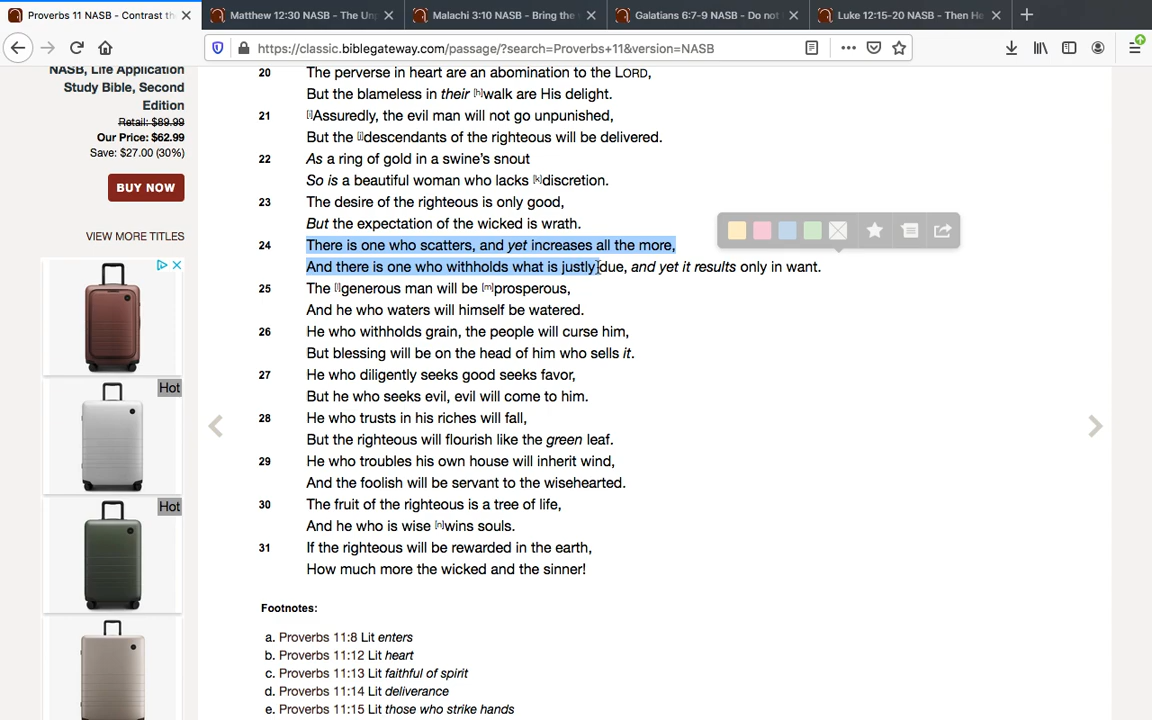 Proverbs 11 NASB - Contrast th
Matthew 12:30 NASB - The Un
Malachi 3:10 NASB - Bring the
Galatians 6:7-9 NASB - Do not
Luke 12:15-20 NASB - Then He
https://classic.biblegateway.com/passage/?search=Proverbs+11&version=NASB
NASB, Life Application
Study Bible, Second
Edition
Retail: $89.99
Our Price: $62.99
Save: $27.00 (30%)
BUY NOW
VIEW MORE TITLES
Hot
Hot
20 The perverse in heart are an abomination to the LORD,
But the blameless in their [h]walk are His delight.
21 [i]Assuredly, the evil man will not go unpunished,
But the [j]descendants of the righteous will be delivered.
22 As a ring of gold in a swine's snout
So is a beautiful woman who lacks [k]discretion.
23 The desire of the righteous is only good,
But the expectation of the wicked is wrath.
24 There is one who scatters, and yet increases all the more,
And there is one who withholds what is justly due, and yet it results only in want.
25 The [l]generous man will be [m]prosperous,
And he who waters will himself be watered.
26 He who withholds grain, the people will curse him,
But blessing will be on the head of him who sells it.
27 He who diligently seeks good seeks favor,
But he who seeks evil, evil will come to him.
28 He who trusts in his riches will fall,
But the righteous will flourish like the green leaf.
29 He who troubles his own house will inherit wind,
And the foolish will be servant to the wisehearted.
30 The fruit of the righteous is a tree of life,
And he who is wise [n]wins souls.
31 If the righteous will be rewarded in the earth,
How much more the wicked and the sinner!
Footnotes:
a. Proverbs 11:8 Lit enters
b. Proverbs 11:12 Lit heart
c. Proverbs 11:13 Lit faithful of spirit
d. Proverbs 11:14 Lit deliverance
e. Proverbs 11:15 Lit those who strike hands